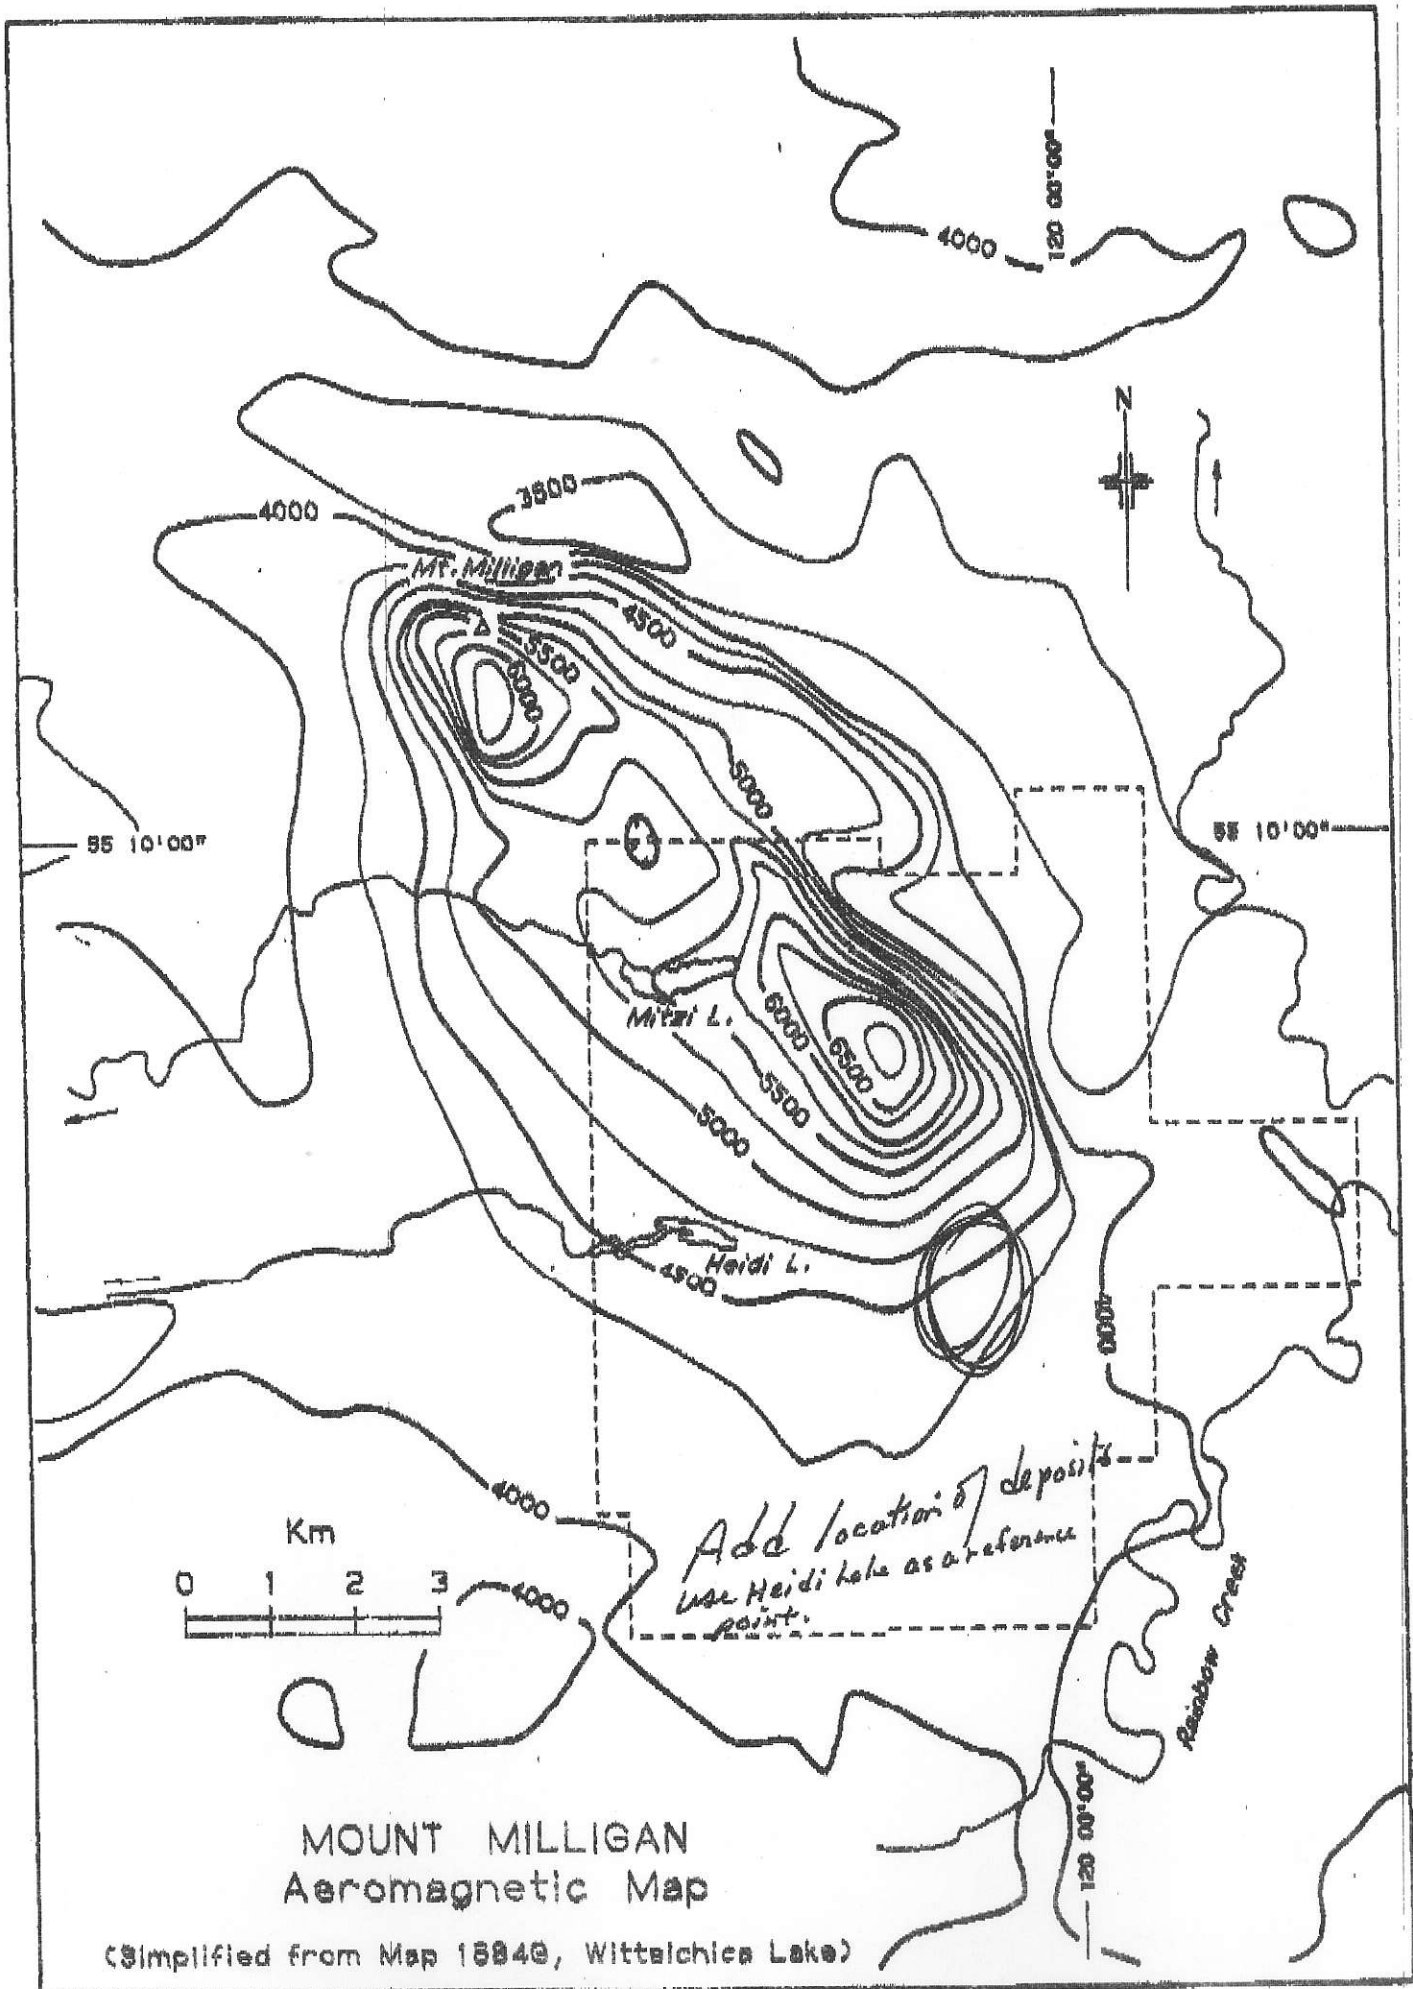 120 00'00"
4000
N
3500
4000
Mt. Milligan
4500
5500
6000
5000
55 10'00"
55 10'00"
Mitzi L.
6000
6500
5500
5000
Heidi L.
4500
4000
4000
Add location of deposits
use Heidi Lake as a reference
point.
Km
0 1 2 3
4000
Rainbow Creek
120 00'00"
MOUNT MILLIGAN
Aeromagnetic Map
(Simplified from Map 1584G, Wittsichica Lake)